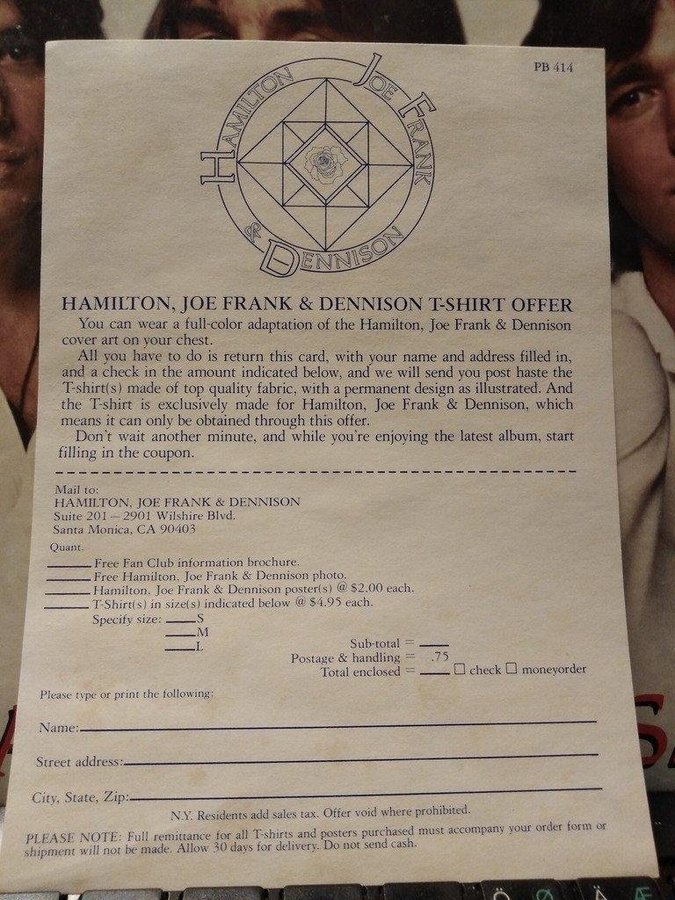 PB 414
HAMILTON
JOE FRANK
& DENNISON
HAMILTON, JOE FRANK & DENNISON T-SHIRT OFFER
You can wear a full-color adaptation of the Hamilton, Joe Frank & Dennison
cover art on your chest.
All you have to do is return this card, with your name and address filled in,
and a check in the amount indicated below, and we will send you post haste the
T-shirt(s) made of top quality fabric, with a permanent design as illustrated. And
the T-shirt is exclusively made for Hamilton, Joe Frank & Dennison, which
means it can only be obtained through this offer.
Don't wait another minute, and while you're enjoying the latest album, start
filling in the coupon.
Mail to:
HAMILTON, JOE FRANK & DENNISON
Suite 201—2901 Wilshire Blvd.
Santa Monica, CA 90403
Quant.
Free Fan Club information brochure.
Free Hamilton, Joe Frank & Dennison photo.
Hamilton, Joe Frank & Dennison poster(s) @ $2.00 each.
T-Shirt(s) in size(s) indicated below @ $4.95 each.
Specify size: S
M
L
Sub-total =
Postage & handling = .75
Total enclosed = □ check □ moneyorder
Please type or print the following:
Name:
Street address:
City, State, Zip:
N.Y. Residents add sales tax. Offer void where prohibited.
PLEASE NOTE: Full remittance for all T-shirts and posters purchased must accompany your order form or
shipment will not be made. Allow 30 days for delivery. Do not send cash.
Ö Ø Ä Æ